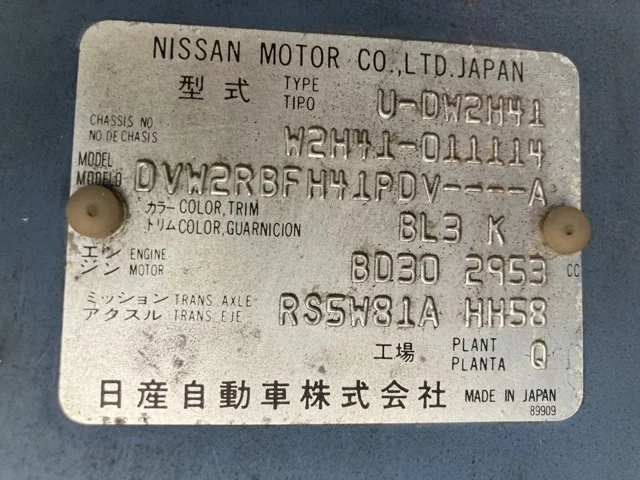 NISSAN MOTOR CO.,LTD.JAPAN
型式 TYPE TIPO U-DW2H41
CHASSIS NO NO DE CHASIS W2H41-011114
MODEL MODELO DVW2RBFH41PDV----A
カラー COLOR,TRIM
トリム COLOR,GUARNICION BL3 K
エンジン ENGINE MOTOR BD30 2953 CC
ミッション TRANS. AXLE
アクスル TRANS. EJE RS5W81A HH58
工場 PLANT PLANTA Q
日産自動車株式会社 MADE IN JAPAN
89909